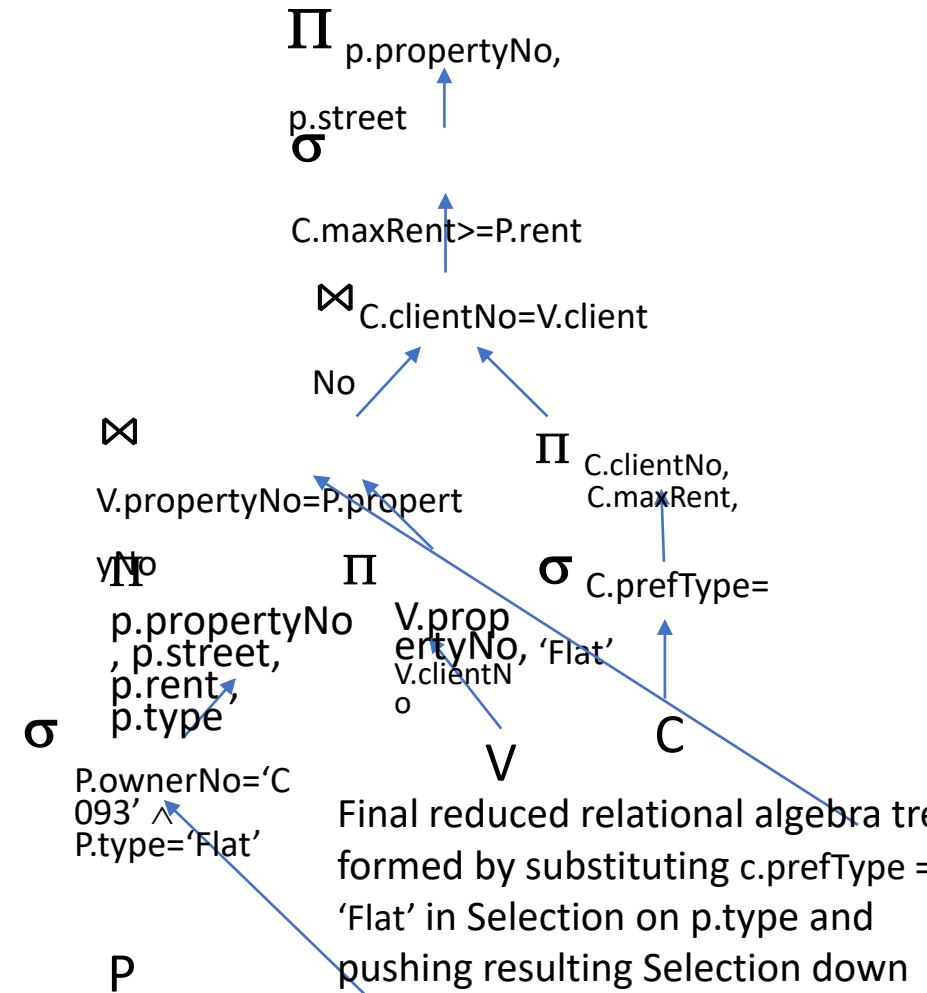 Π p.propertyNo,
p.street
σ
C.maxRent>=P.rent
⋈ C.clientNo=V.client
No
⋈
V.propertyNo=P.propert
yNo
Π C.clientNo,
C.maxRent,
Π
p.propertyNo
, p.street,
p.rent ,
p.type
Π
V.prop
ertyNo,
V.clientN
o
σ C.prefType=
‘Flat’
σ
P.ownerNo=‘C
093’ ∧
P.type=‘Flat’
V
C
P
Final reduced relational algebra tre
formed by substituting c.prefType =
‘Flat’ in Selection on p.type and
pushing resulting Selection down